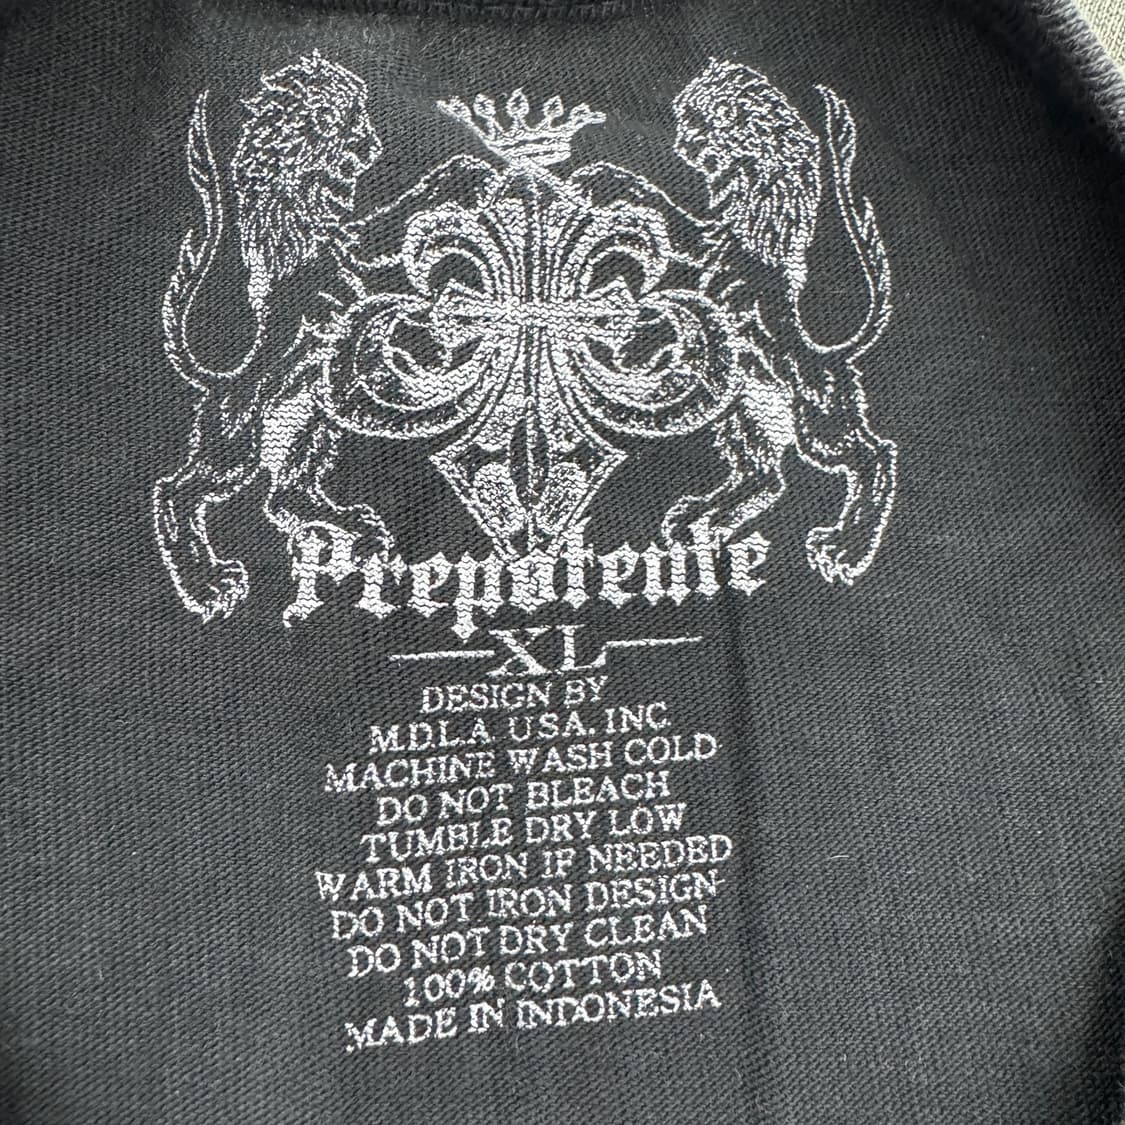 Prepotente
XL
DESIGN BY
M.D.L.A. USA, INC.
MACHINE WASH COLD
DO NOT BLEACH
TUMBLE DRY LOW
WARM IRON IF NEEDED
DO NOT IRON DESIGN
DO NOT DRY CLEAN
100% COTTON
MADE IN INDONESIA